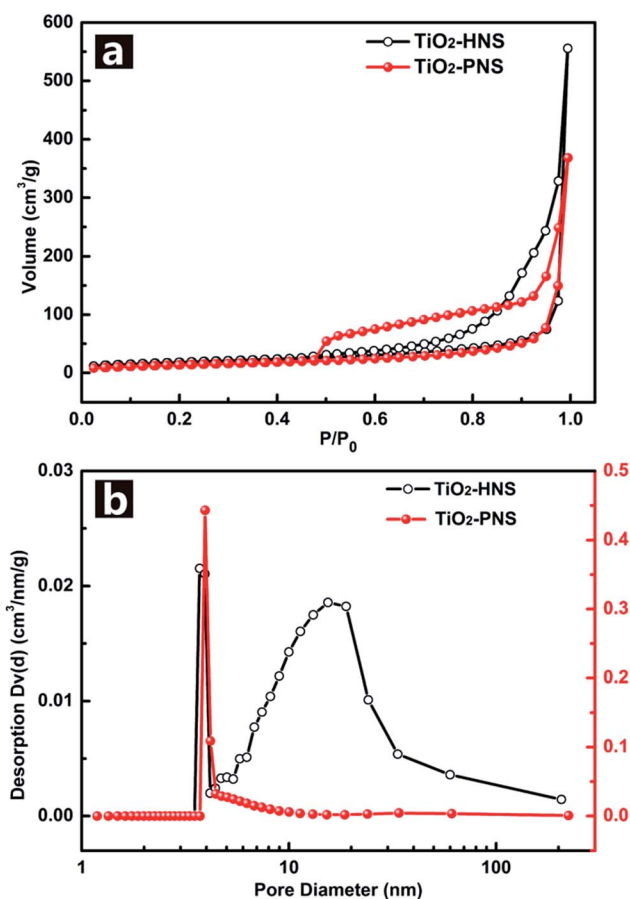 a
TiO2-HNS
TiO2-PNS
600
500
400
300
200
100
0
Volume (cm³/g)
0.0 0.2 0.4 0.6 0.8 1.0
P/P₀
b
TiO2-HNS
TiO2-PNS
0.03
0.02
0.01
0.00
Desorption Dv(d) (cm³/nm/g)
0.5
0.4
0.3
0.2
0.1
0.0
1 10 100
Pore Diameter (nm)